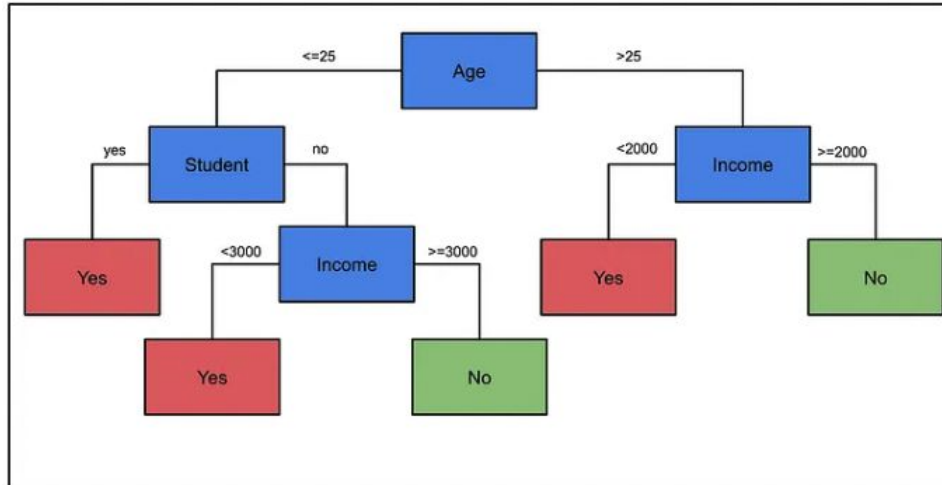 <=25
Age
>25
yes
Student
no
<2000
Income
>=2000
Yes
<3000
Income
>=3000
Yes
No
Yes
No